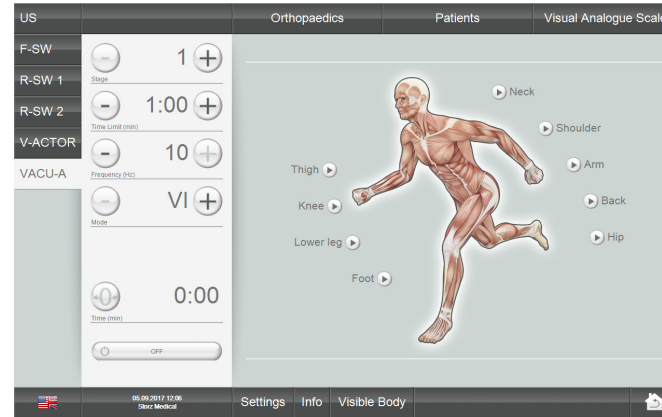 US
Orthopaedics
Patients
Visual Analogue Scale
F-SW
R-SW 1
R-SW 2
V-ACTOR
VACU-A
1
Stage
1:00
Time Limit (min)
10
Frequency (Hz)
VI
Mode
0
0:00
Time (min)
OFF
Neck
Shoulder
Arm
Back
Hip
Thigh
Knee
Lower leg
Foot
05.09.2017 12:06
Storz Medical
Settings
Info
Visible Body